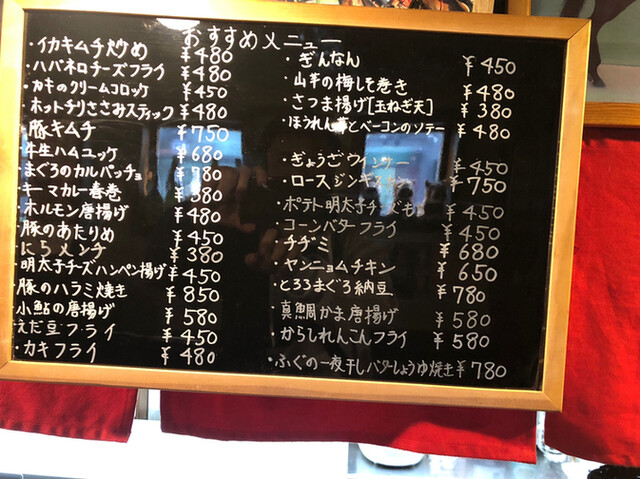 おすすめメニュー
・イカキムチ炒め ¥480
・ハバネロチーズフライ ¥480
・カキのクリームコロッケ ¥450
・ホットチリささみスティック ¥480
・豚キムチ ¥750
・牛生ハムユッケ ¥680
・まぐろのカルパッチョ ¥780
・キーマカレー春巻 ¥380
・ホルモン唐揚げ ¥480
・豚のあたりめ ¥450
・にらメンチ ¥380
・明太子チーズハンペン揚げ ¥450
・豚のハラミ焼き ¥850
・小鮎の唐揚げ ¥580
・えだ豆フライ ¥450
・カキフライ ¥480
・ぎんなん ¥450
・山芋の梅しそ巻き ¥480
・さつま揚げ[玉ねぎ天] ¥380
・ほうれん草とベーコンのソテー ¥480
・ぎょうざウインナー ¥450
・ロースジンギスカン ¥750
・ポテト明太子チーズもち ¥450
・コーンバターフライ ¥450
・チヂミ ¥680
・ヤンニョムチキン ¥650
・とろろまぐろ納豆 ¥780
・真鯛かま唐揚げ ¥580
・からしれんこんフライ ¥580
・ふぐの一夜干しバターしょうゆ焼き ¥780